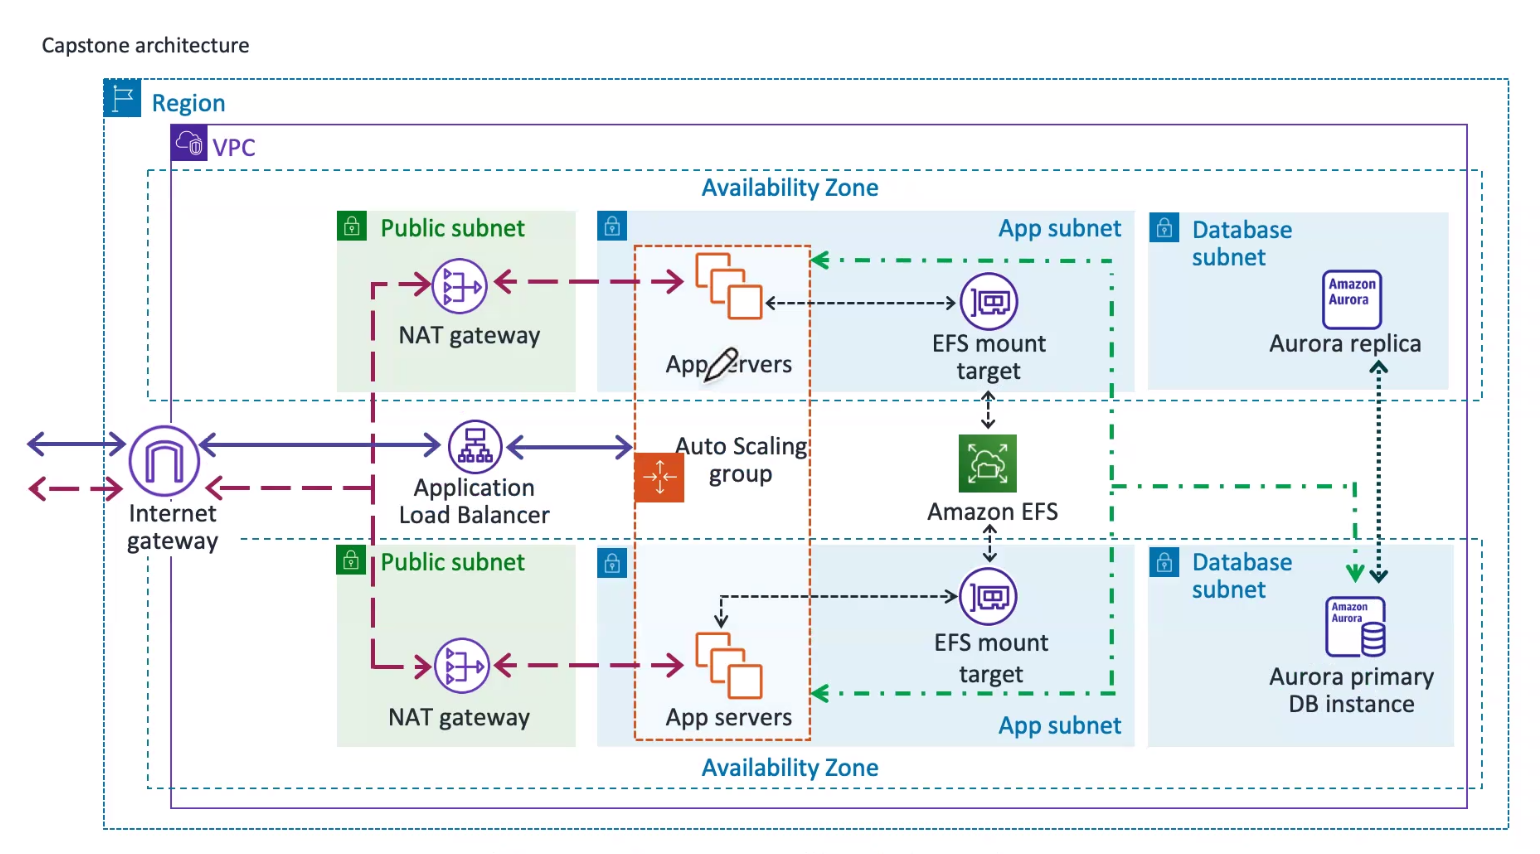 Capstone architecture
Region
VPC
Availability Zone
Public subnet
App subnet
Database
subnet
Amazon
Aurora
NAT gateway
App servers
EFS mount
target
Aurora replica
Auto Scaling
group
Application
Load Balancer
Internet
gateway
Amazon EFS
Public subnet
Database
subnet
Amazon
Aurora
EFS mount
target
NAT gateway
App servers
App subnet
Aurora primary
DB instance
Availability Zone